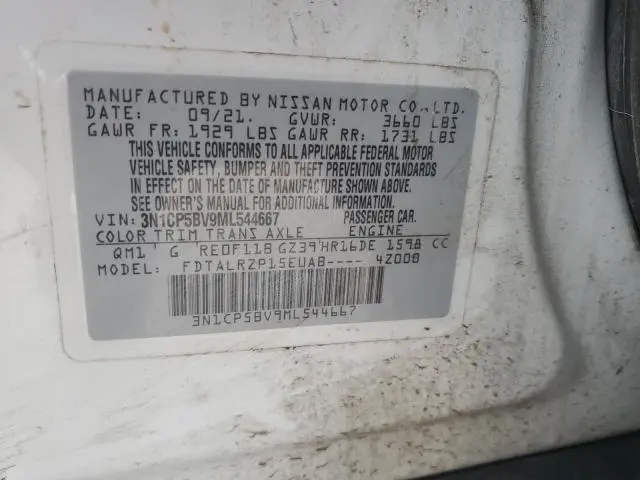 MANUFACTURED BY NISSAN MOTOR CO., LTD.
DATE: 09/21. GVWR: 3660 LBS
GAWR FR: 1929 LBS GAWR RR: 1731 LBS
THIS VEHICLE CONFORMS TO ALL APPLICABLE FEDERAL MOTOR
VEHICLE SAFETY, BUMPER AND THEFT PREVENTION STANDARDS
IN EFFECT ON THE DATE OF MANUFACTURE SHOWN ABOVE.
SEE OWNER'S MANUAL FOR ADDITIONAL INFORMATION.
VIN: 3N1CP5BV9ML544667 PASSENGER CAR.
COLOR TRIM TRANS AXLE ENGINE
QM1 G RE0F11B GZ39 HR16DE 1598 CC
MODEL: FDTALRZP15EUAB---- 4Z000
3N1CP5BV9ML544667